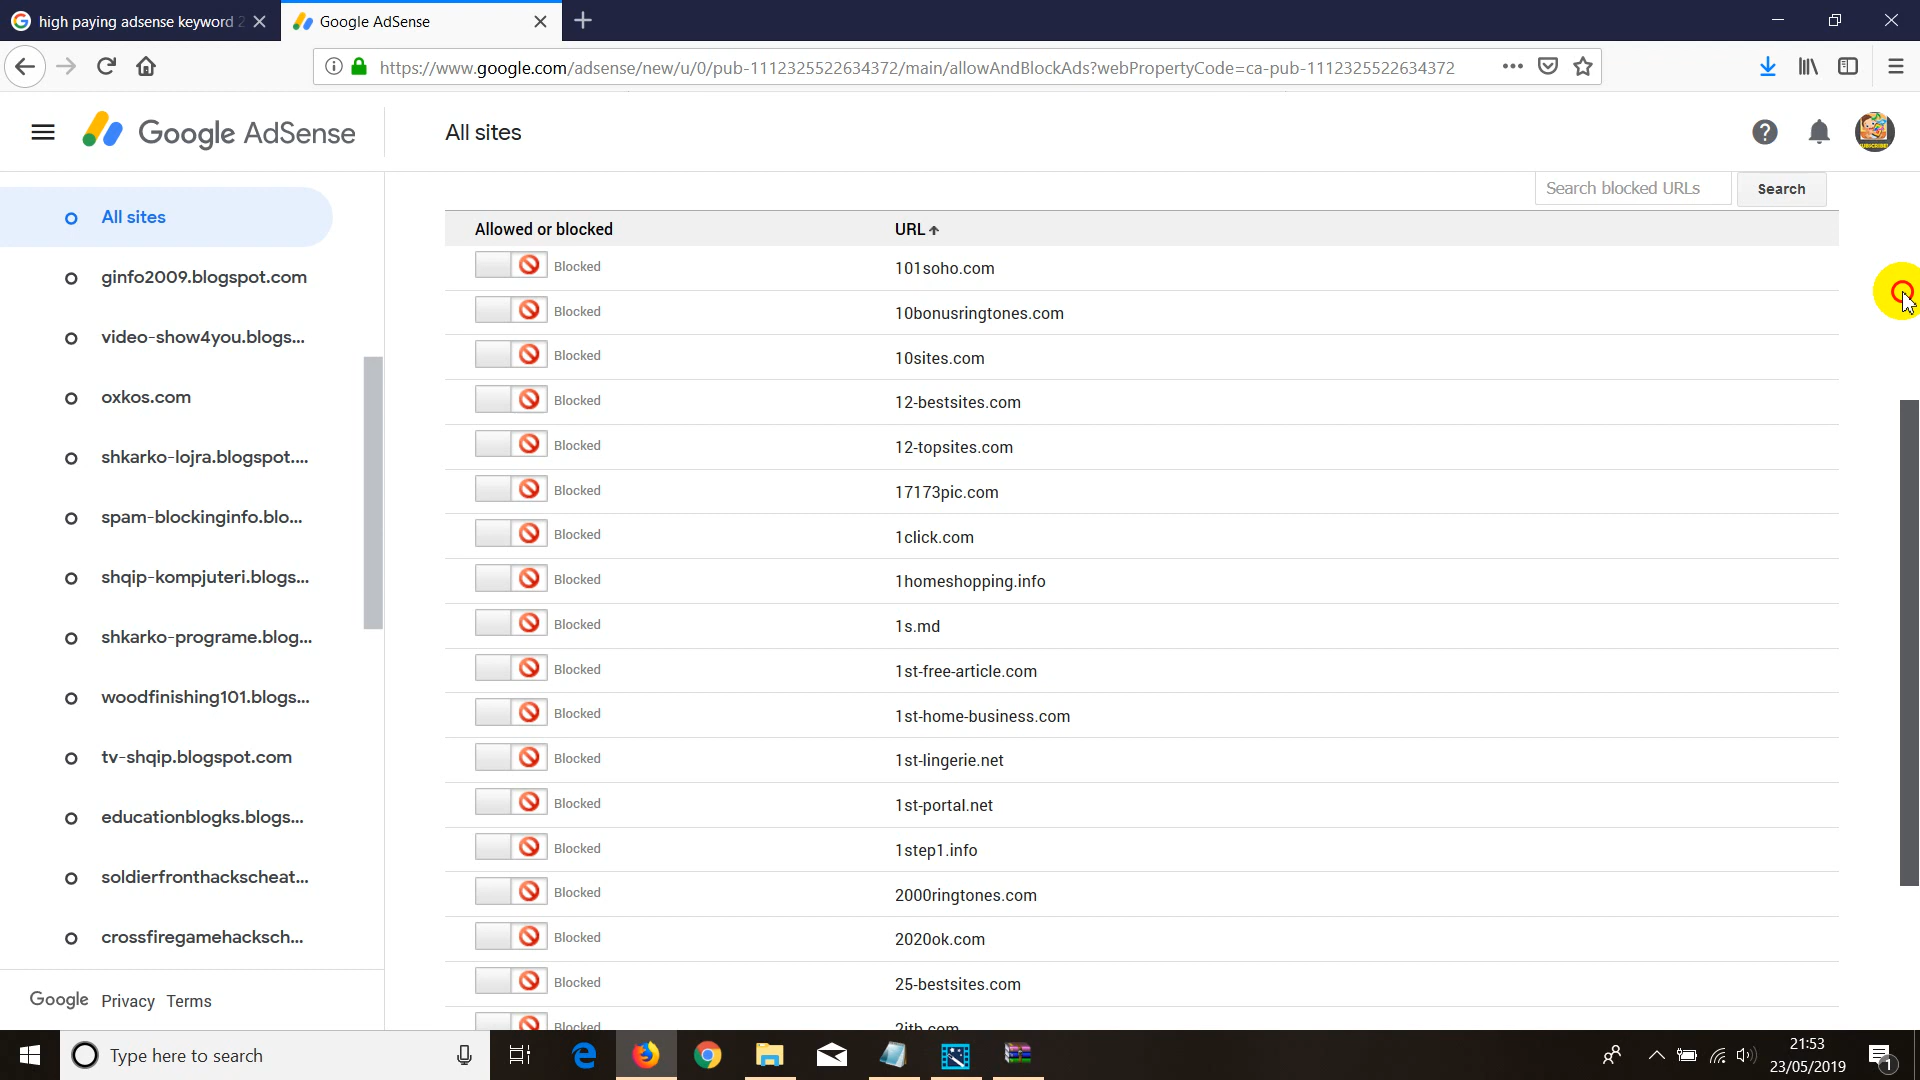 high paying adsense keyword 2
Google AdSense
https://www.google.com/adsense/new/u/0/pub-1112325522634372/main/allowAndBlockAds?webPropertyCode=ca-pub-1112325522634372
Google AdSense
All sites
Search blocked URLs
Search
All sites
ginfo2009.blogspot.com
video-show4you.blogs...
oxkos.com
shkarko-lojra.blogspot....
spam-blockinginfo.blo...
shqip-kompjuteri.blogs...
shkarko-programe.blog...
woodfinishing101.blogs...
tv-shqip.blogspot.com
educationblogks.blogs...
soldierfronthackscheat...
crossfiregamehacksch...
Google Privacy Terms
Allowed or blocked URL
Blocked 101soho.com
Blocked 10bonusringtones.com
Blocked 10sites.com
Blocked 12-bestsites.com
Blocked 12-topsites.com
Blocked 17173pic.com
Blocked 1click.com
Blocked 1homeshopping.info
Blocked 1s.md
Blocked 1st-free-article.com
Blocked 1st-home-business.com
Blocked 1st-lingerie.net
Blocked 1st-portal.net
Blocked 1step1.info
Blocked 2000ringtones.com
Blocked 2020ok.com
Blocked 25-bestsites.com
Blocked 2itb.com
Type here to search
21:53
23/05/2019
1